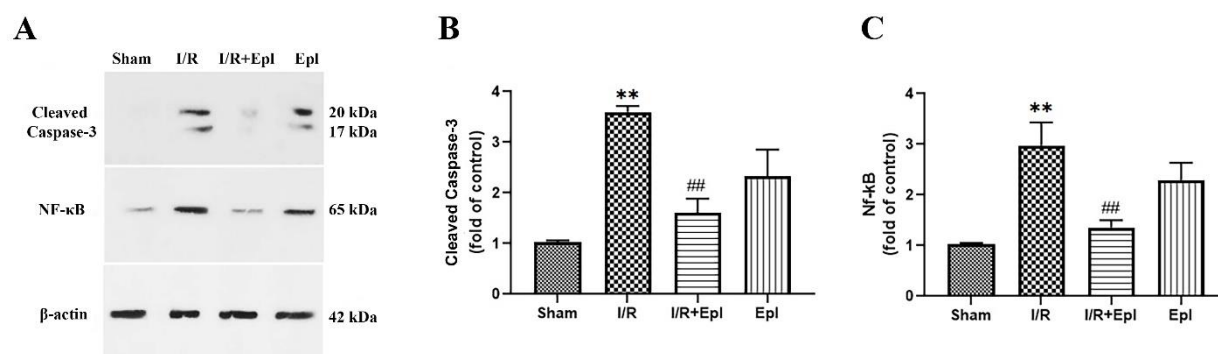 A
Sham I/R I/R+Epl Epl
Cleaved
Caspase-3
20 kDa
17 kDa
NF-κB
65 kDa
β-actin
42 kDa
B
Cleaved Caspase-3
(fold of control)
4
3
2
1
0
**
##
Sham I/R I/R+Epl Epl
C
Nf-kB
(fold of control)
4
3
2
1
0
**
##
Sham I/R I/R+Epl Epl